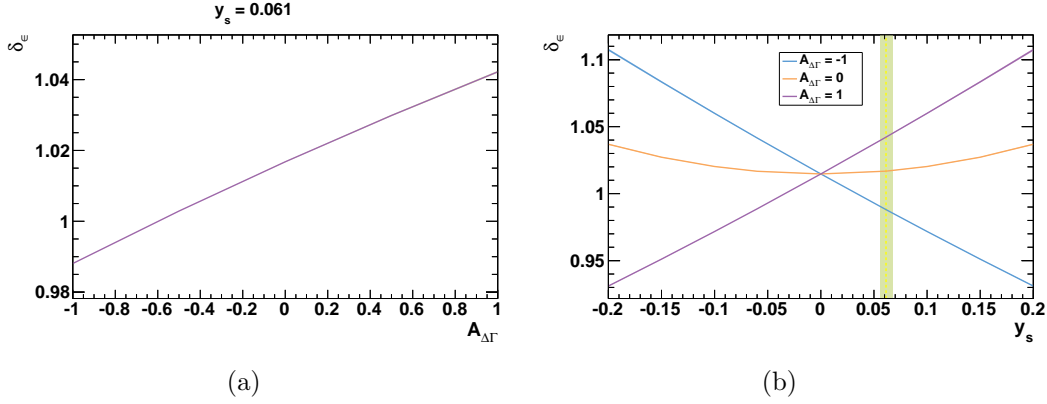 y_s = 0.061
δ_∈
1.04
1.02
1
0.98
-1 -0.8 -0.6 -0.4 -0.2 0 0.2 0.4 0.6 0.8 1
A_ΔΓ
(a)
δ_∈
A_ΔΓ = -1
A_ΔΓ = 0
A_ΔΓ = 1
1.1
1.05
1
0.95
-0.2 -0.15 -0.1 -0.05 0 0.05 0.1 0.15 0.2
y_s
(b)